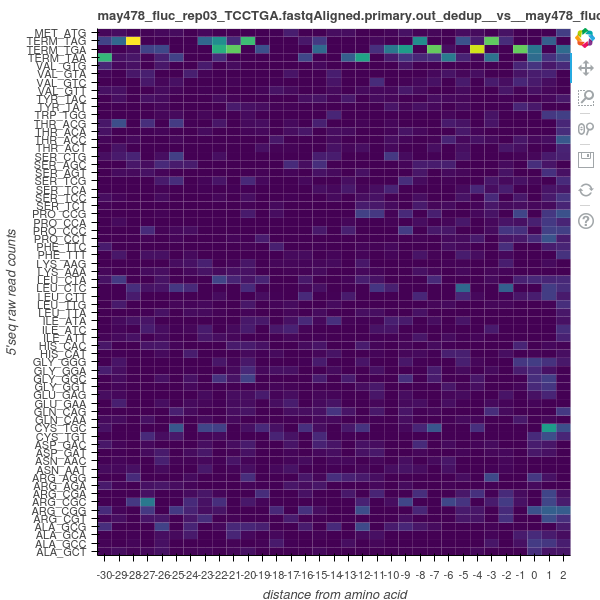 may478_fluc_rep03_TCCTGA.fastqAligned.primary.out_dedup__vs__may478_fluc
MET_ATG
TERM_TAG
TERM_TGA
TERM_TAA
VAL_GTG
VAL_GTA
VAL_GTC
VAL_GTT
TYR_TAC
TYR_TAT
TRP_TGG
THR_ACG
THR_ACA
THR_ACC
THR_ACT
SER_CTG
SER_AGC
SER_AGT
SER_TCG
SER_TCA
SER_TCC
SER_TCT
PRO_CCG
PRO_CCA
PRO_CCC
PRO_CCT
PHE_TTC
PHE_TTT
LYS_AAG
LYS_AAA
LEU_CTA
LEU_CTC
LEU_CTT
LEU_TTG
LEU_TTA
ILE_ATA
ILE_ATC
ILE_ATT
HIS_CAC
HIS_CAT
GLY_GGG
GLY_GGA
GLY_GGC
GLY_GGT
GLU_GAG
GLU_GAA
GLN_CAG
GLN_CAA
CYS_TGC
CYS_TGT
ASP_GAC
ASP_GAT
ASN_AAC
ASN_AAT
ARG_AGG
ARG_AGA
ARG_CGA
ARG_CGC
ARG_CGG
ARG_CGT
ALA_GCG
ALA_GCA
ALA_GCC
ALA_GCT
5'seq raw read counts
-30 -29 -28 -27 -26 -25 -24 -23 -22 -21 -20 -19 -18 -17 -16 -15 -14 -13 -12 -11 -10 -9 -8 -7 -6 -5 -4 -3 -2 -1 0 1 2
distance from amino acid